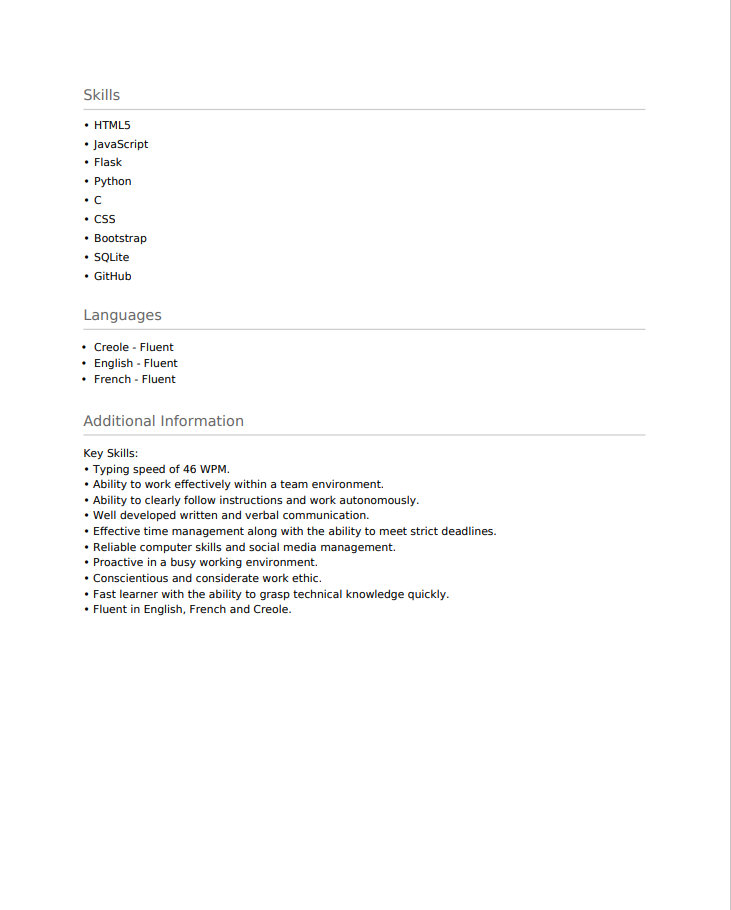 Skills
• HTML5
• JavaScript
• Flask
• Python
• C
• CSS
• Bootstrap
• SQLite
• GitHub
Languages
• Creole - Fluent
• English - Fluent
• French - Fluent
Additional Information
Key Skills:
• Typing speed of 46 WPM.
• Ability to work effectively within a team environment.
• Ability to clearly follow instructions and work autonomously.
• Well developed written and verbal communication.
• Effective time management along with the ability to meet strict deadlines.
• Reliable computer skills and social media management.
• Proactive in a busy working environment.
• Conscientious and considerate work ethic.
• Fast learner with the ability to grasp technical knowledge quickly.
• Fluent in English, French and Creole.